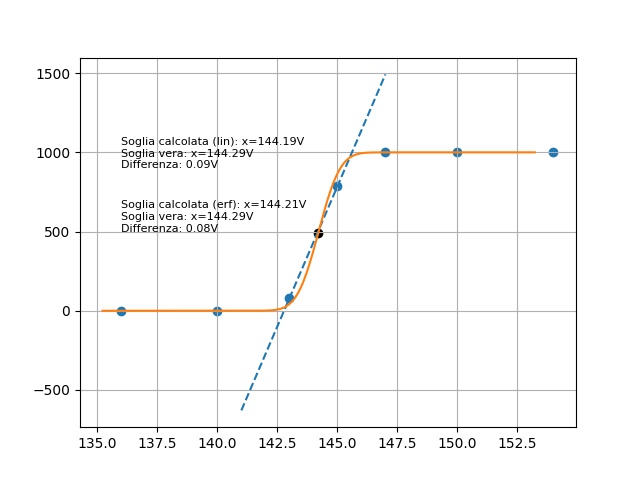 1500
1000
500
0
−500
Soglia calcolata (lin): x=144.19V
Soglia vera: x=144.29V
Differenza: 0.09V
Soglia calcolata (erf): x=144.21V
Soglia vera: x=144.29V
Differenza: 0.08V
135.0 137.5 140.0 142.5 145.0 147.5 150.0 152.5